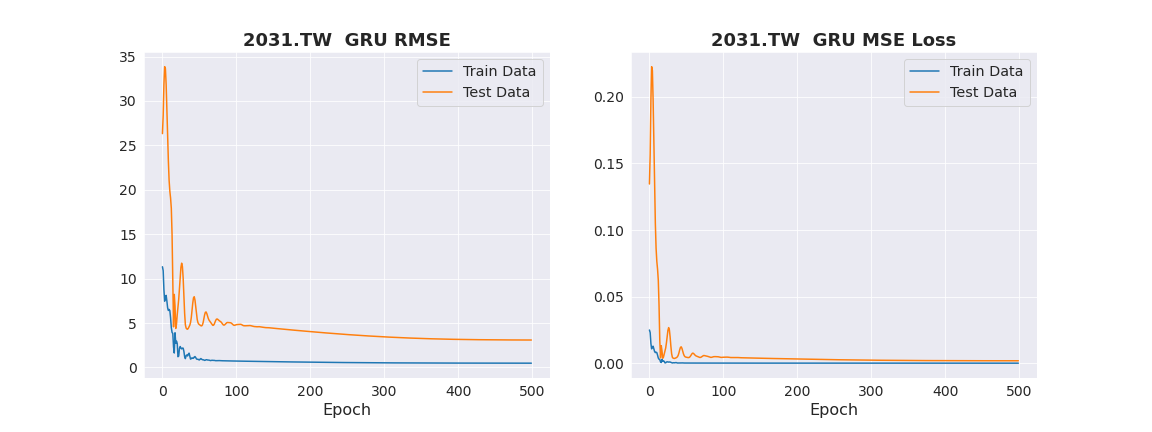 2031.TW  GRU RMSE
35
30
25
20
15
10
5
0
0 100 200 300 400 500
Epoch
Train Data
Test Data
2031.TW  GRU MSE Loss
0.20
0.15
0.10
0.05
0.00
0 100 200 300 400 500
Epoch
Train Data
Test Data